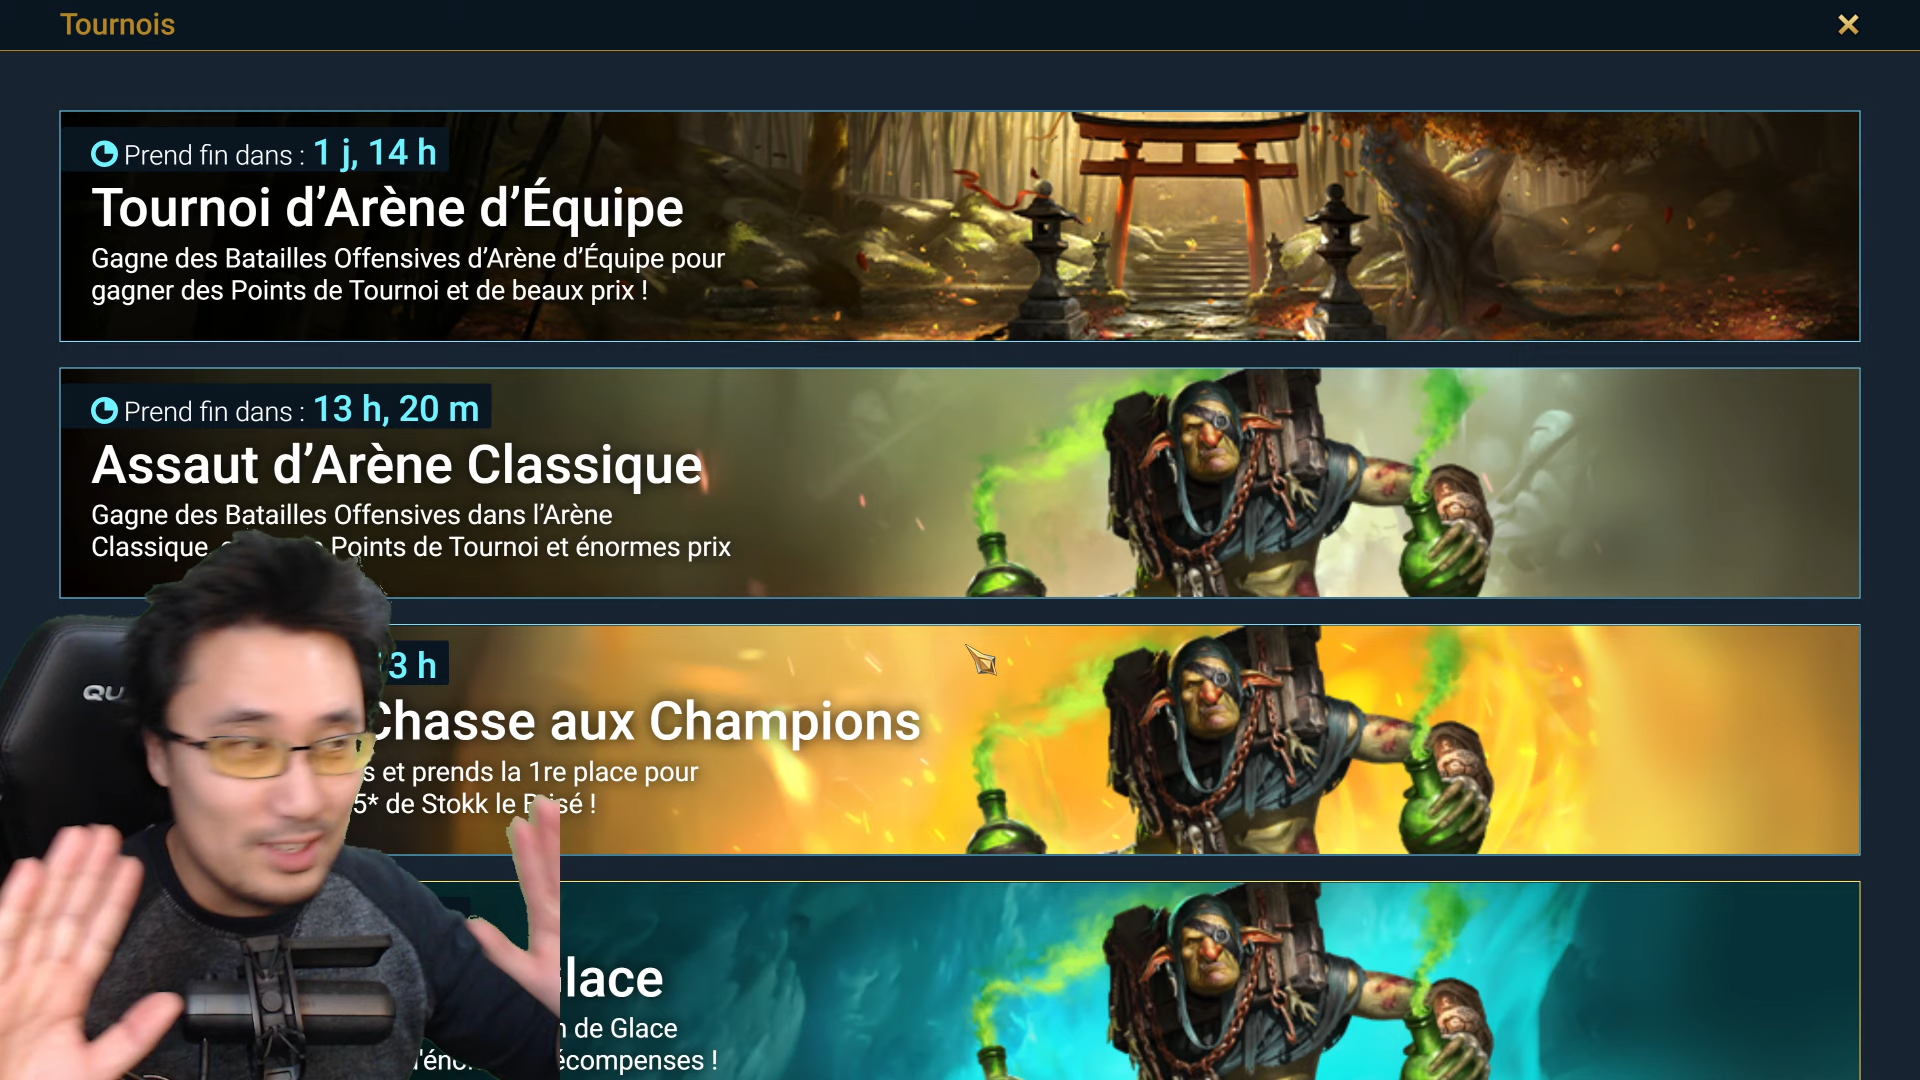 Tournois
Prend fin dans : 1 j, 14 h
Tournoi d’Arène d’Équipe
Gagne des Batailles Offensives d’Arène d’Équipe pour
gagner des Points de Tournoi et de beaux prix !
Prend fin dans : 13 h, 20 m
Assaut d’Arène Classique
Gagne des Batailles Offensives dans l’Arène
Classique, Points de Tournoi et énormes prix
3 h
QU
Chasse aux Champions
s et prends la 1re place pour
5* de Stokk le !
Glace
de Glace
!